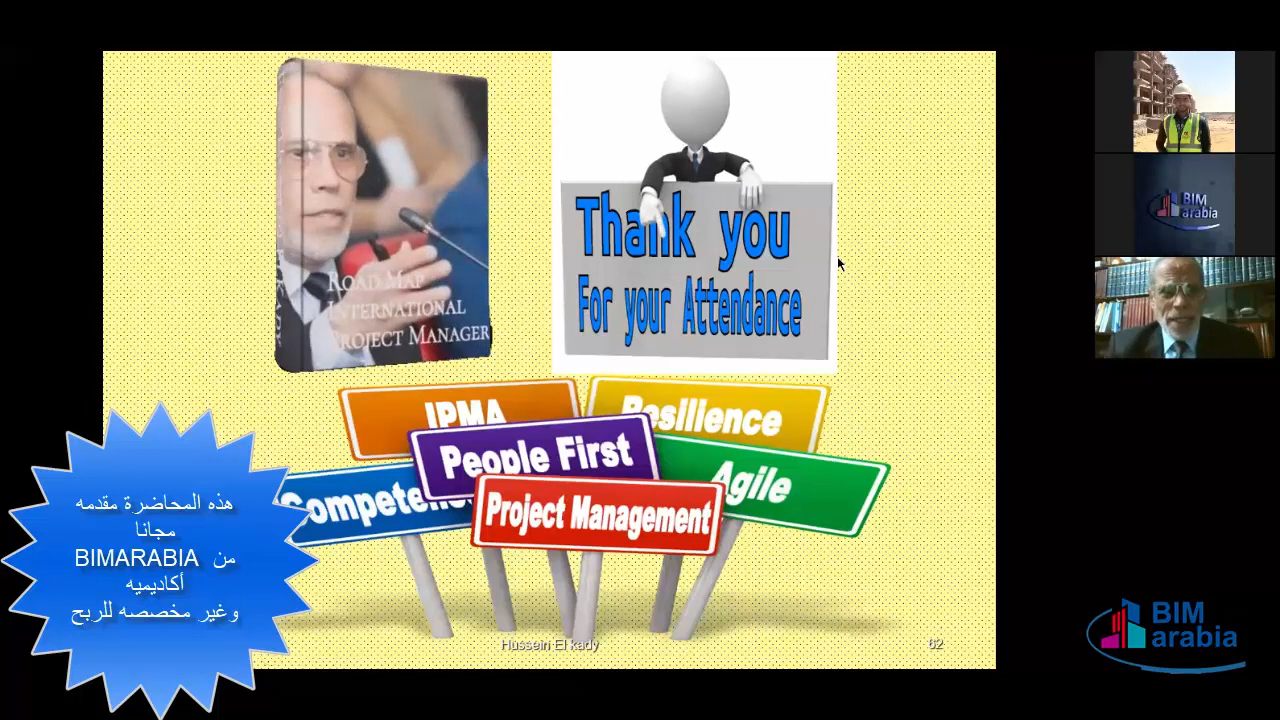 ROAD MAP
INTERNATIONAL
PROJECT MANAGER
Thank you
For your Attendance
IPMA
Resilience
People First
Agile
Project Management
هذه المحاضرة مقدمه
مجانا
من BIMARABIA
أكاديميه
وغير مخصصه للربح
Hussein El kady
62
BIM
arabia
BIM
arabia